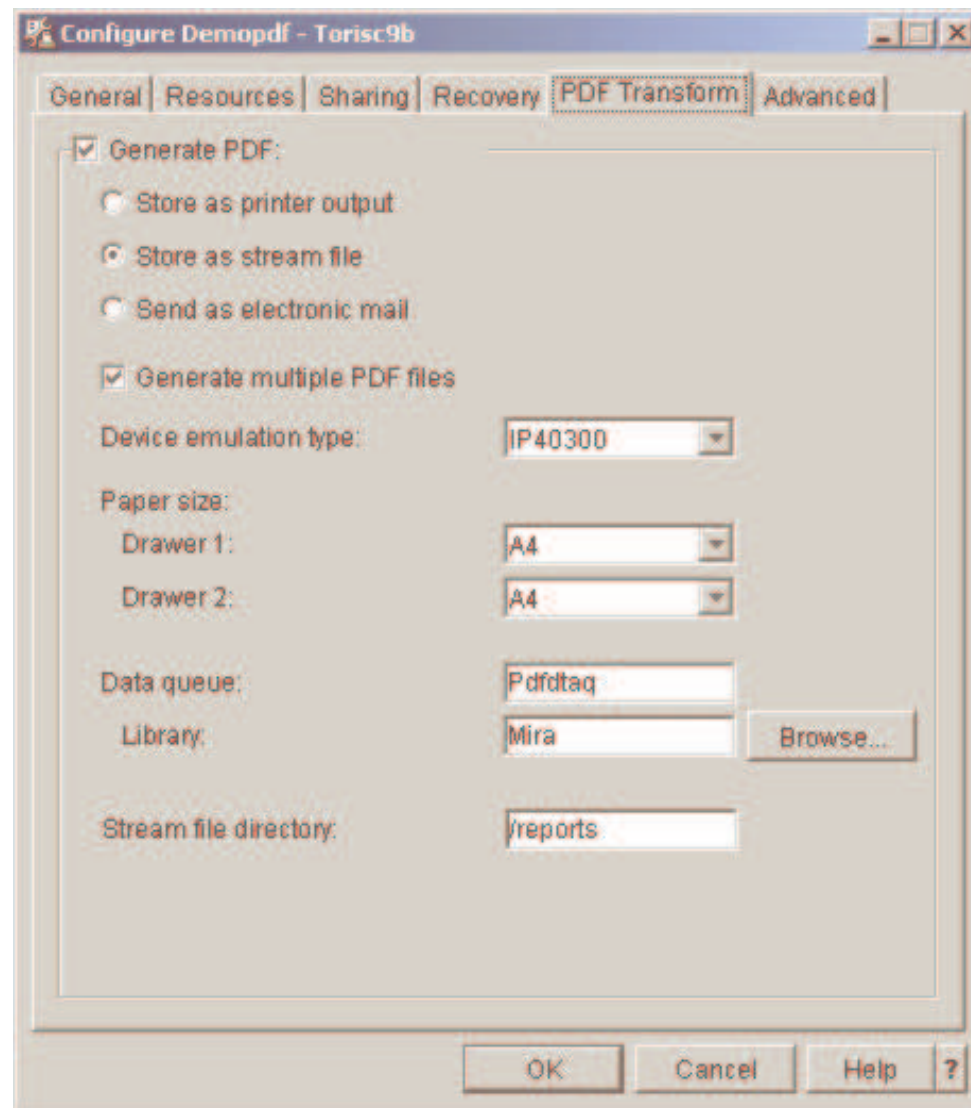 Configure Demopdf - Torisc9b
General Resources Sharing Recovery PDF Transform Advanced
Generate PDF:
Store as printer output
Store as stream file
Send as electronic mail
Generate multiple PDF files
Device emulation type: IP40300
Paper size:
Drawer 1: A4
Drawer 2: A4
Data queue: Pdfdtaq
Library: Mira Browse...
Stream file directory: /reports
OK Cancel Help ?